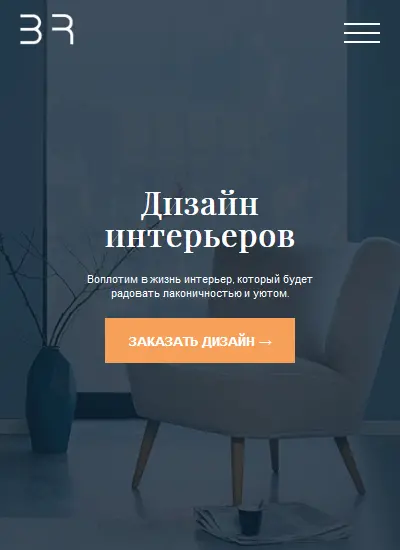 BR
Дизайн
интерьеров
Воплотим в жизнь интерьер, который будет
радовать лаконичностью и уютом.
ЗАКАЗАТЬ ДИЗАЙН →